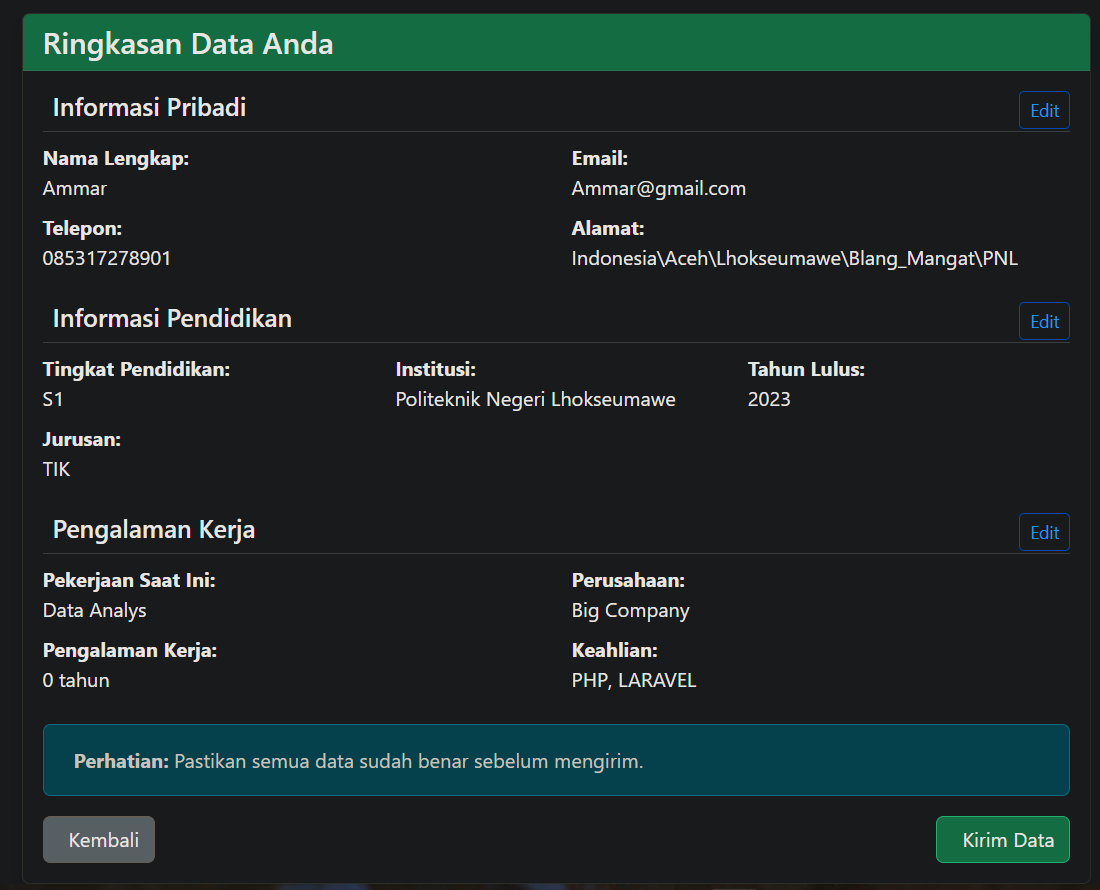 Ringkasan Data Anda
Informasi Pribadi
Edit
Nama Lengkap:
Ammar
Email:
Ammar@gmail.com
Telepon:
085317278901
Alamat:
Indonesia\Aceh\Lhokseumawe\Blang_Mangat\PNL
Informasi Pendidikan
Edit
Tingkat Pendidikan:
S1
Institusi:
Politeknik Negeri Lhokseumawe
Tahun Lulus:
2023
Jurusan:
TIK
Pengalaman Kerja
Edit
Pekerjaan Saat Ini:
Data Analys
Perusahaan:
Big Company
Pengalaman Kerja:
0 tahun
Keahlian:
PHP, LARAVEL
Perhatian: Pastikan semua data sudah benar sebelum mengirim.
Kembali
Kirim Data